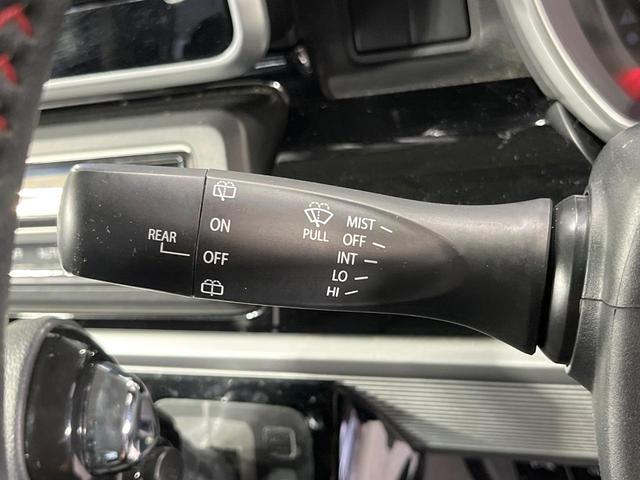 REAR
ON
OFF
PULL
MIST
OFF
INT
LO
HI